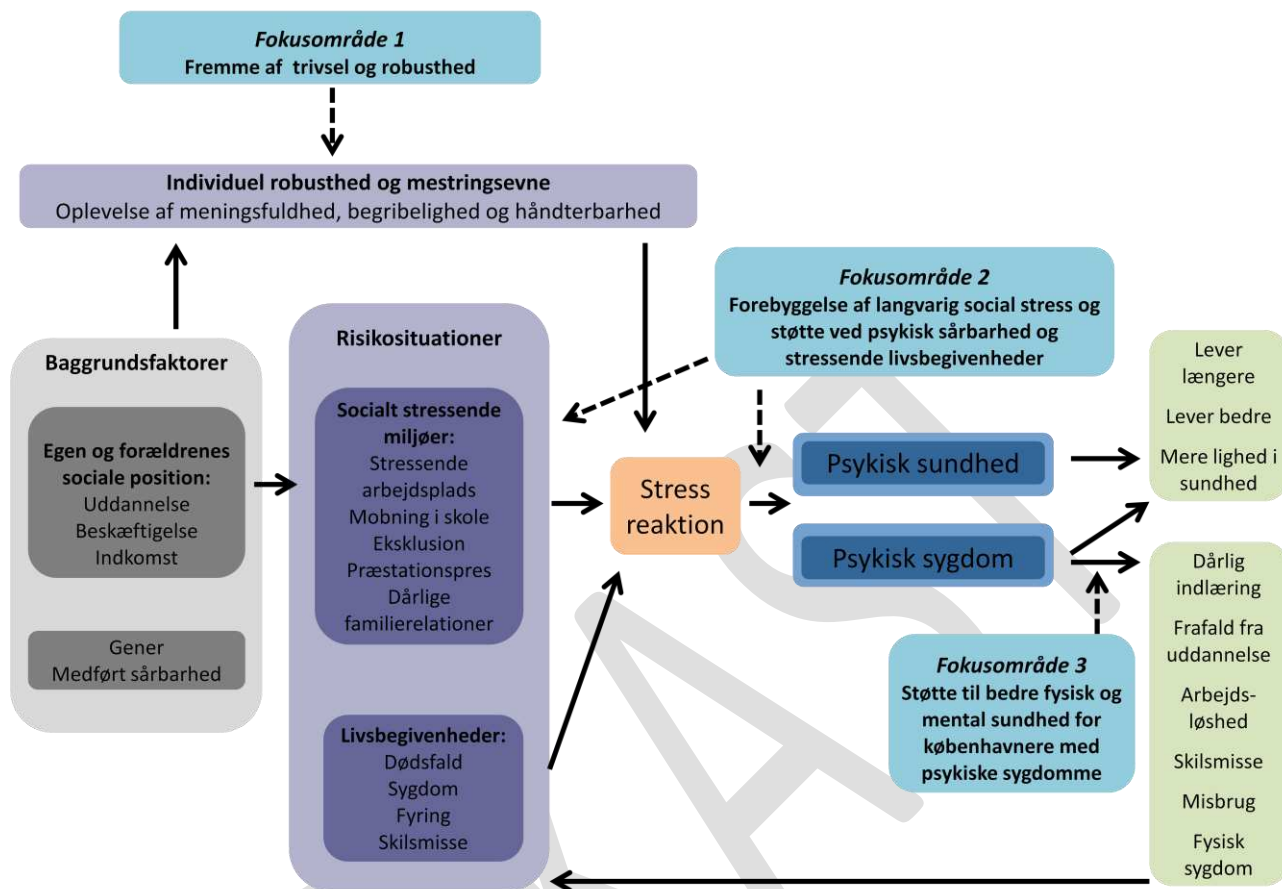 Fokusområde 1
Fremme af trivsel og robusthed
Individuel robusthed og mestringsevne
Oplevelse af meningsfuldhed, begribelighed og håndterbarhed
Fokusområde 2
Forebyggelse af langvarig social stress og
støtte ved psykisk sårbarhed og
stressende livsbegivenheder
Baggrundsfaktorer
Egen og forældrenes
sociale position:
Uddannelse
Beskæftigelse
Indkomst
Gener
Medført sårbarhed
Risikosituationer
Socialt stressende
miljøer:
Stressende
arbejdsplads
Mobning i skole
Eksklusion
Præstationspres
Dårlige
familierelationer
Livsbegivenheder:
Dødsfald
Sygdom
Fyring
Skilsmisse
Stress
reaktion
Psykisk sundhed
Psykisk sygdom
Fokusområde 3
Støtte til bedre fysisk og
mental sundhed for
københavnere med
psykiske sygdomme
Lever
længere
Lever bedre
Mere lighed i
sundhed
Dårlig
indlæring
Frafald fra
uddannelse
Arbejds-
løshed
Skilsmisse
Misbrug
Fysisk
sygdom